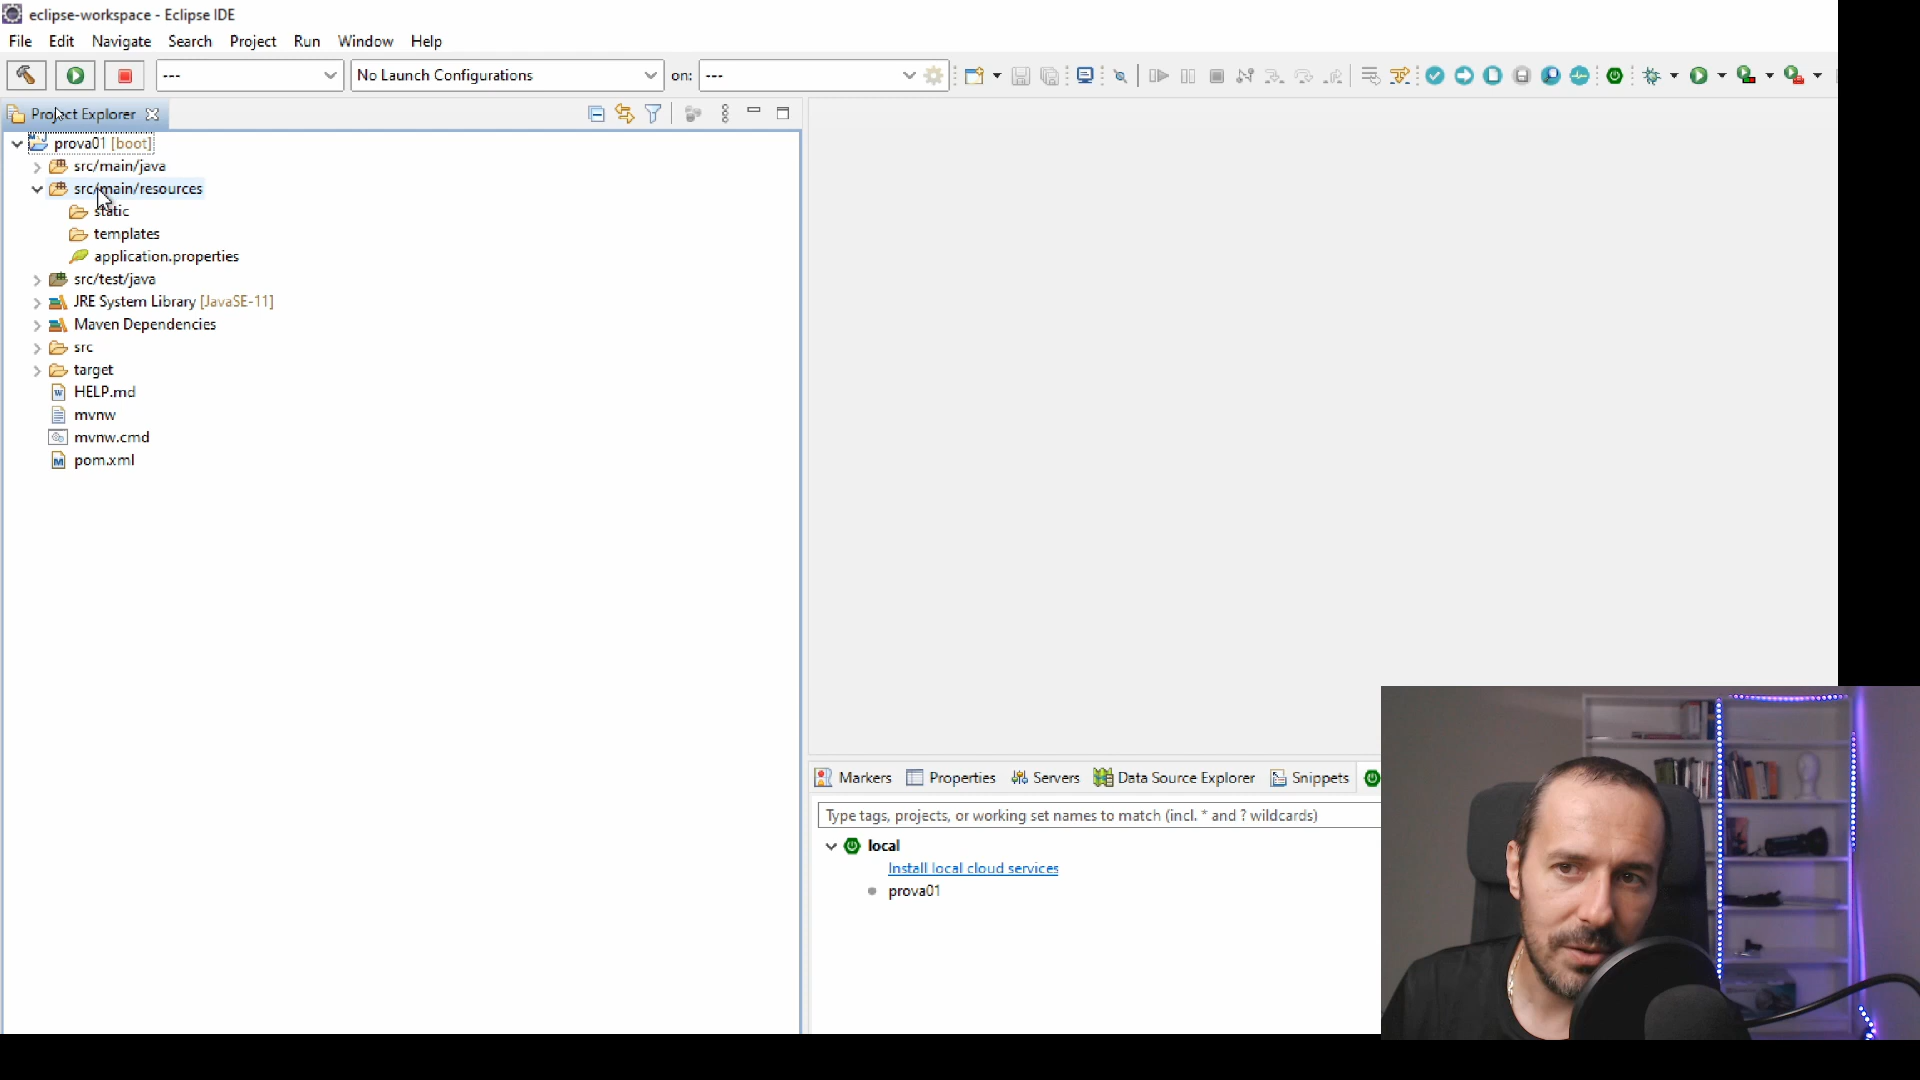 eclipse-workspace - Eclipse IDE
File Edit Navigate Search Project Run Window Help
--- No Launch Configurations on: ---
Project Explorer
prova01 [boot]
src/main/java
src/main/resources
static
templates
application.properties
src/test/java
JRE System Library [JavaSE-11]
Maven Dependencies
src
target
HELP.md
mvnw
mvnw.cmd
pom.xml
Markers Properties Servers Data Source Explorer Snippets
Type tags, projects, or working set names to match (incl. * and ? wildcards)
local
Install local cloud services
prova01